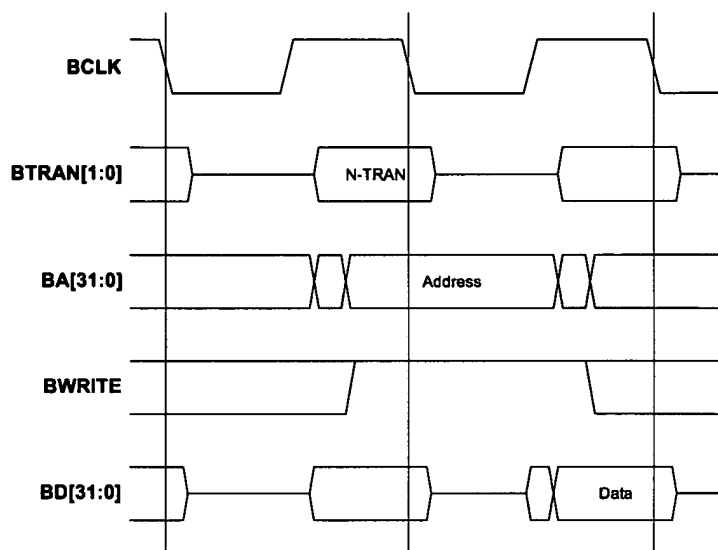 BCLK
BTRAN[1:0]
N-TRAN
BA[31:0]
Address
BWRITE
BD[31:0]
Data